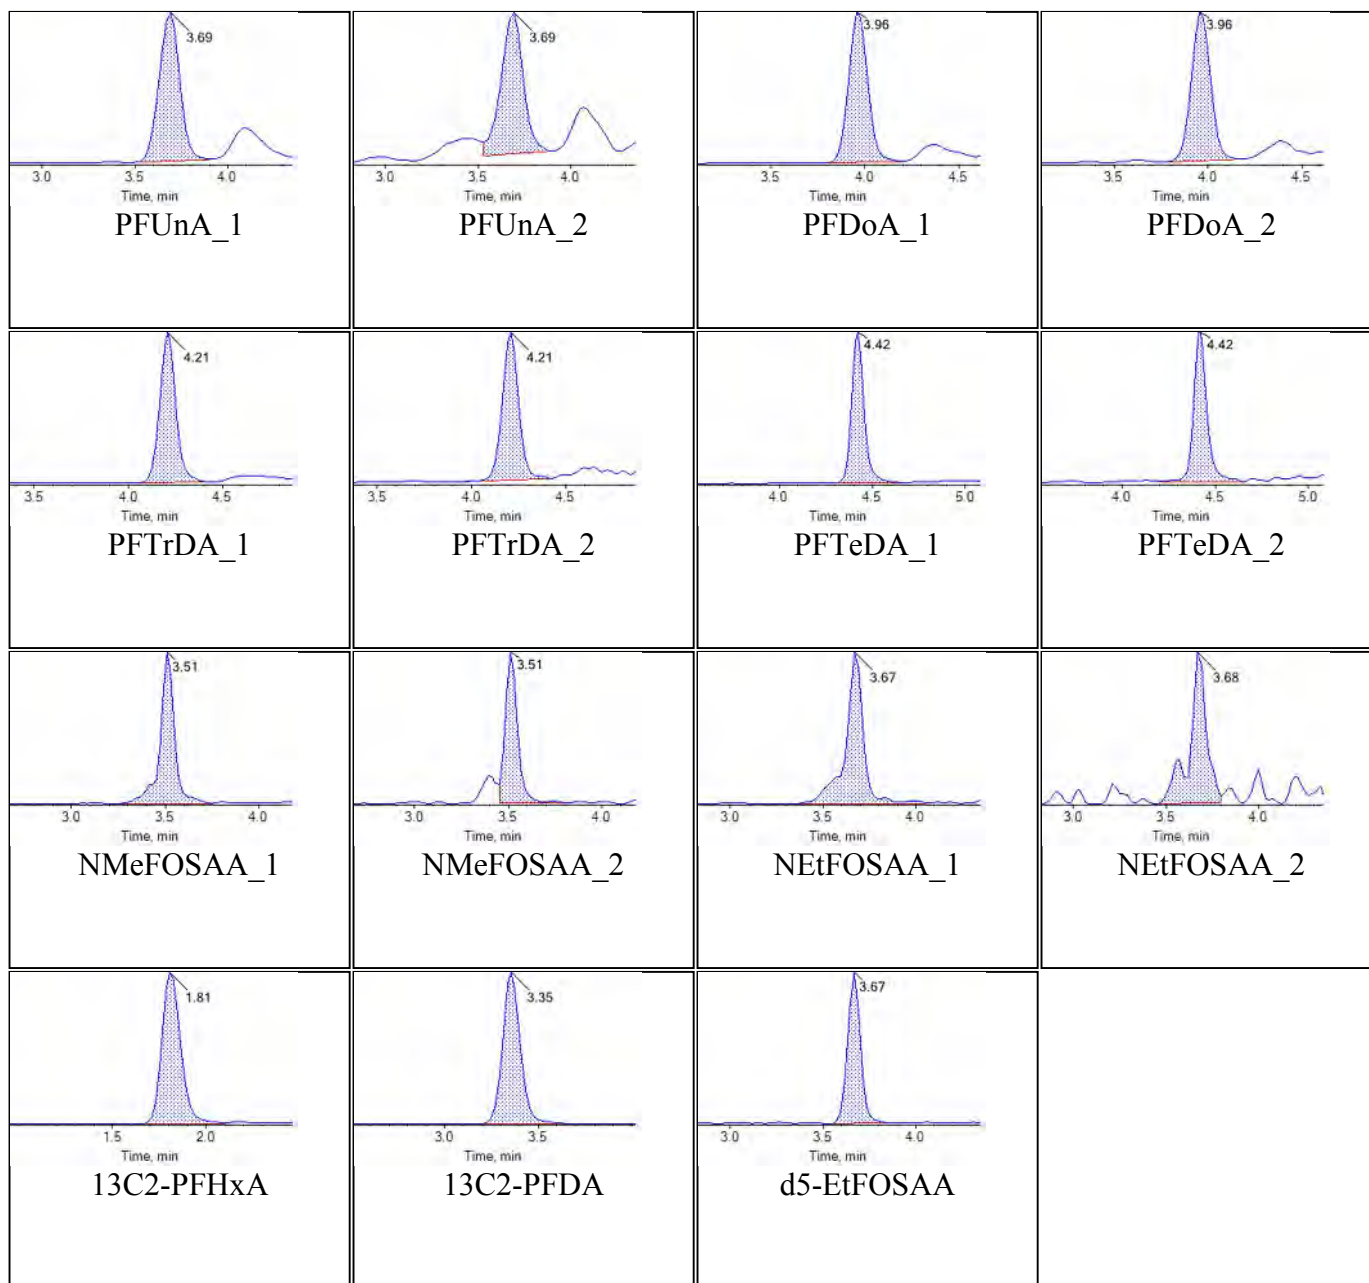 3.69
3.0 3.5 4.0
Time, min
PFUnA_1
3.69
3.0 3.5 4.0
Time, min
PFUnA_2
3.96
3.5 4.0 4.5
Time, min
PFDoA_1
3.96
3.5 4.0 4.5
Time, min
PFDoA_2
4.21
3.5 4.0 4.5
Time, min
PFTrDA_1
4.21
3.5 4.0 4.5
Time, min
PFTrDA_2
4.42
4.0 4.5 5.0
Time, min
PFTeDA_1
4.42
4.0 4.5 5.0
Time, min
PFTeDA_2
3.51
3.0 3.5 4.0
Time, min
NMeFOSAA_1
3.51
3.0 3.5 4.0
Time, min
NMeFOSAA_2
3.67
3.0 3.5 4.0
Time, min
NEtFOSAA_1
3.68
3.0 3.5 4.0
Time, min
NEtFOSAA_2
1.81
1.5 2.0
Time, min
13C2-PFHxA
3.35
3.0 3.5
Time, min
13C2-PFDA
3.67
3.0 3.5 4.0
Time, min
d5-EtFOSAA